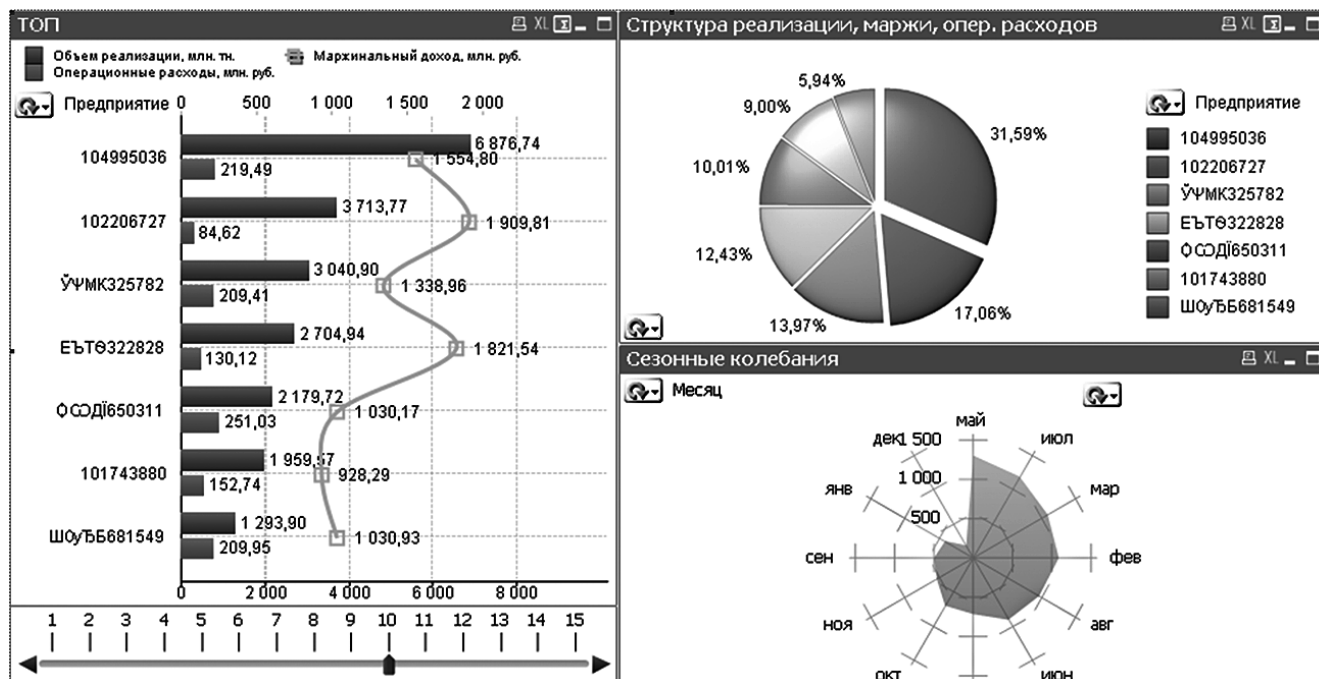 ТОП
XL
Объем реализации, млн. тн.
Маржинальный доход, млн. руб.
Операционные расходы, млн. руб.
Предприятие
0 500 1 000 1 500 2 000
104995036
6 876,74
1 554,80
219,49
102206727
3 713,77
1 909,81
84,62
ЎѰМК325782
3 040,90
1 338,96
209,41
ЕЪТѲ322828
2 704,94
1 821,54
130,12
2 179,72
1 030,17
251,03
101743880
1 959,57
928,29
152,74
1 293,90
1 030,93
209,95
0 2 000 4 000 6 000 8 000
1 2 3 4 5 6 7 8 9 10 11 12 13 14 15
Структура реализации, маржи, опер. расходов
XL
5,94%
9,00%
10,01%
12,43%
13,97%
17,06%
31,59%
Предприятие
104995036
102206727
ЎѰМК325782
ЕЪТѲ322828
101743880
Сезонные колебания
XL
Месяц
май
дек
1 500
июл
1 000
янв
мар
500
сен
фев
ноя
авг
окт
июн